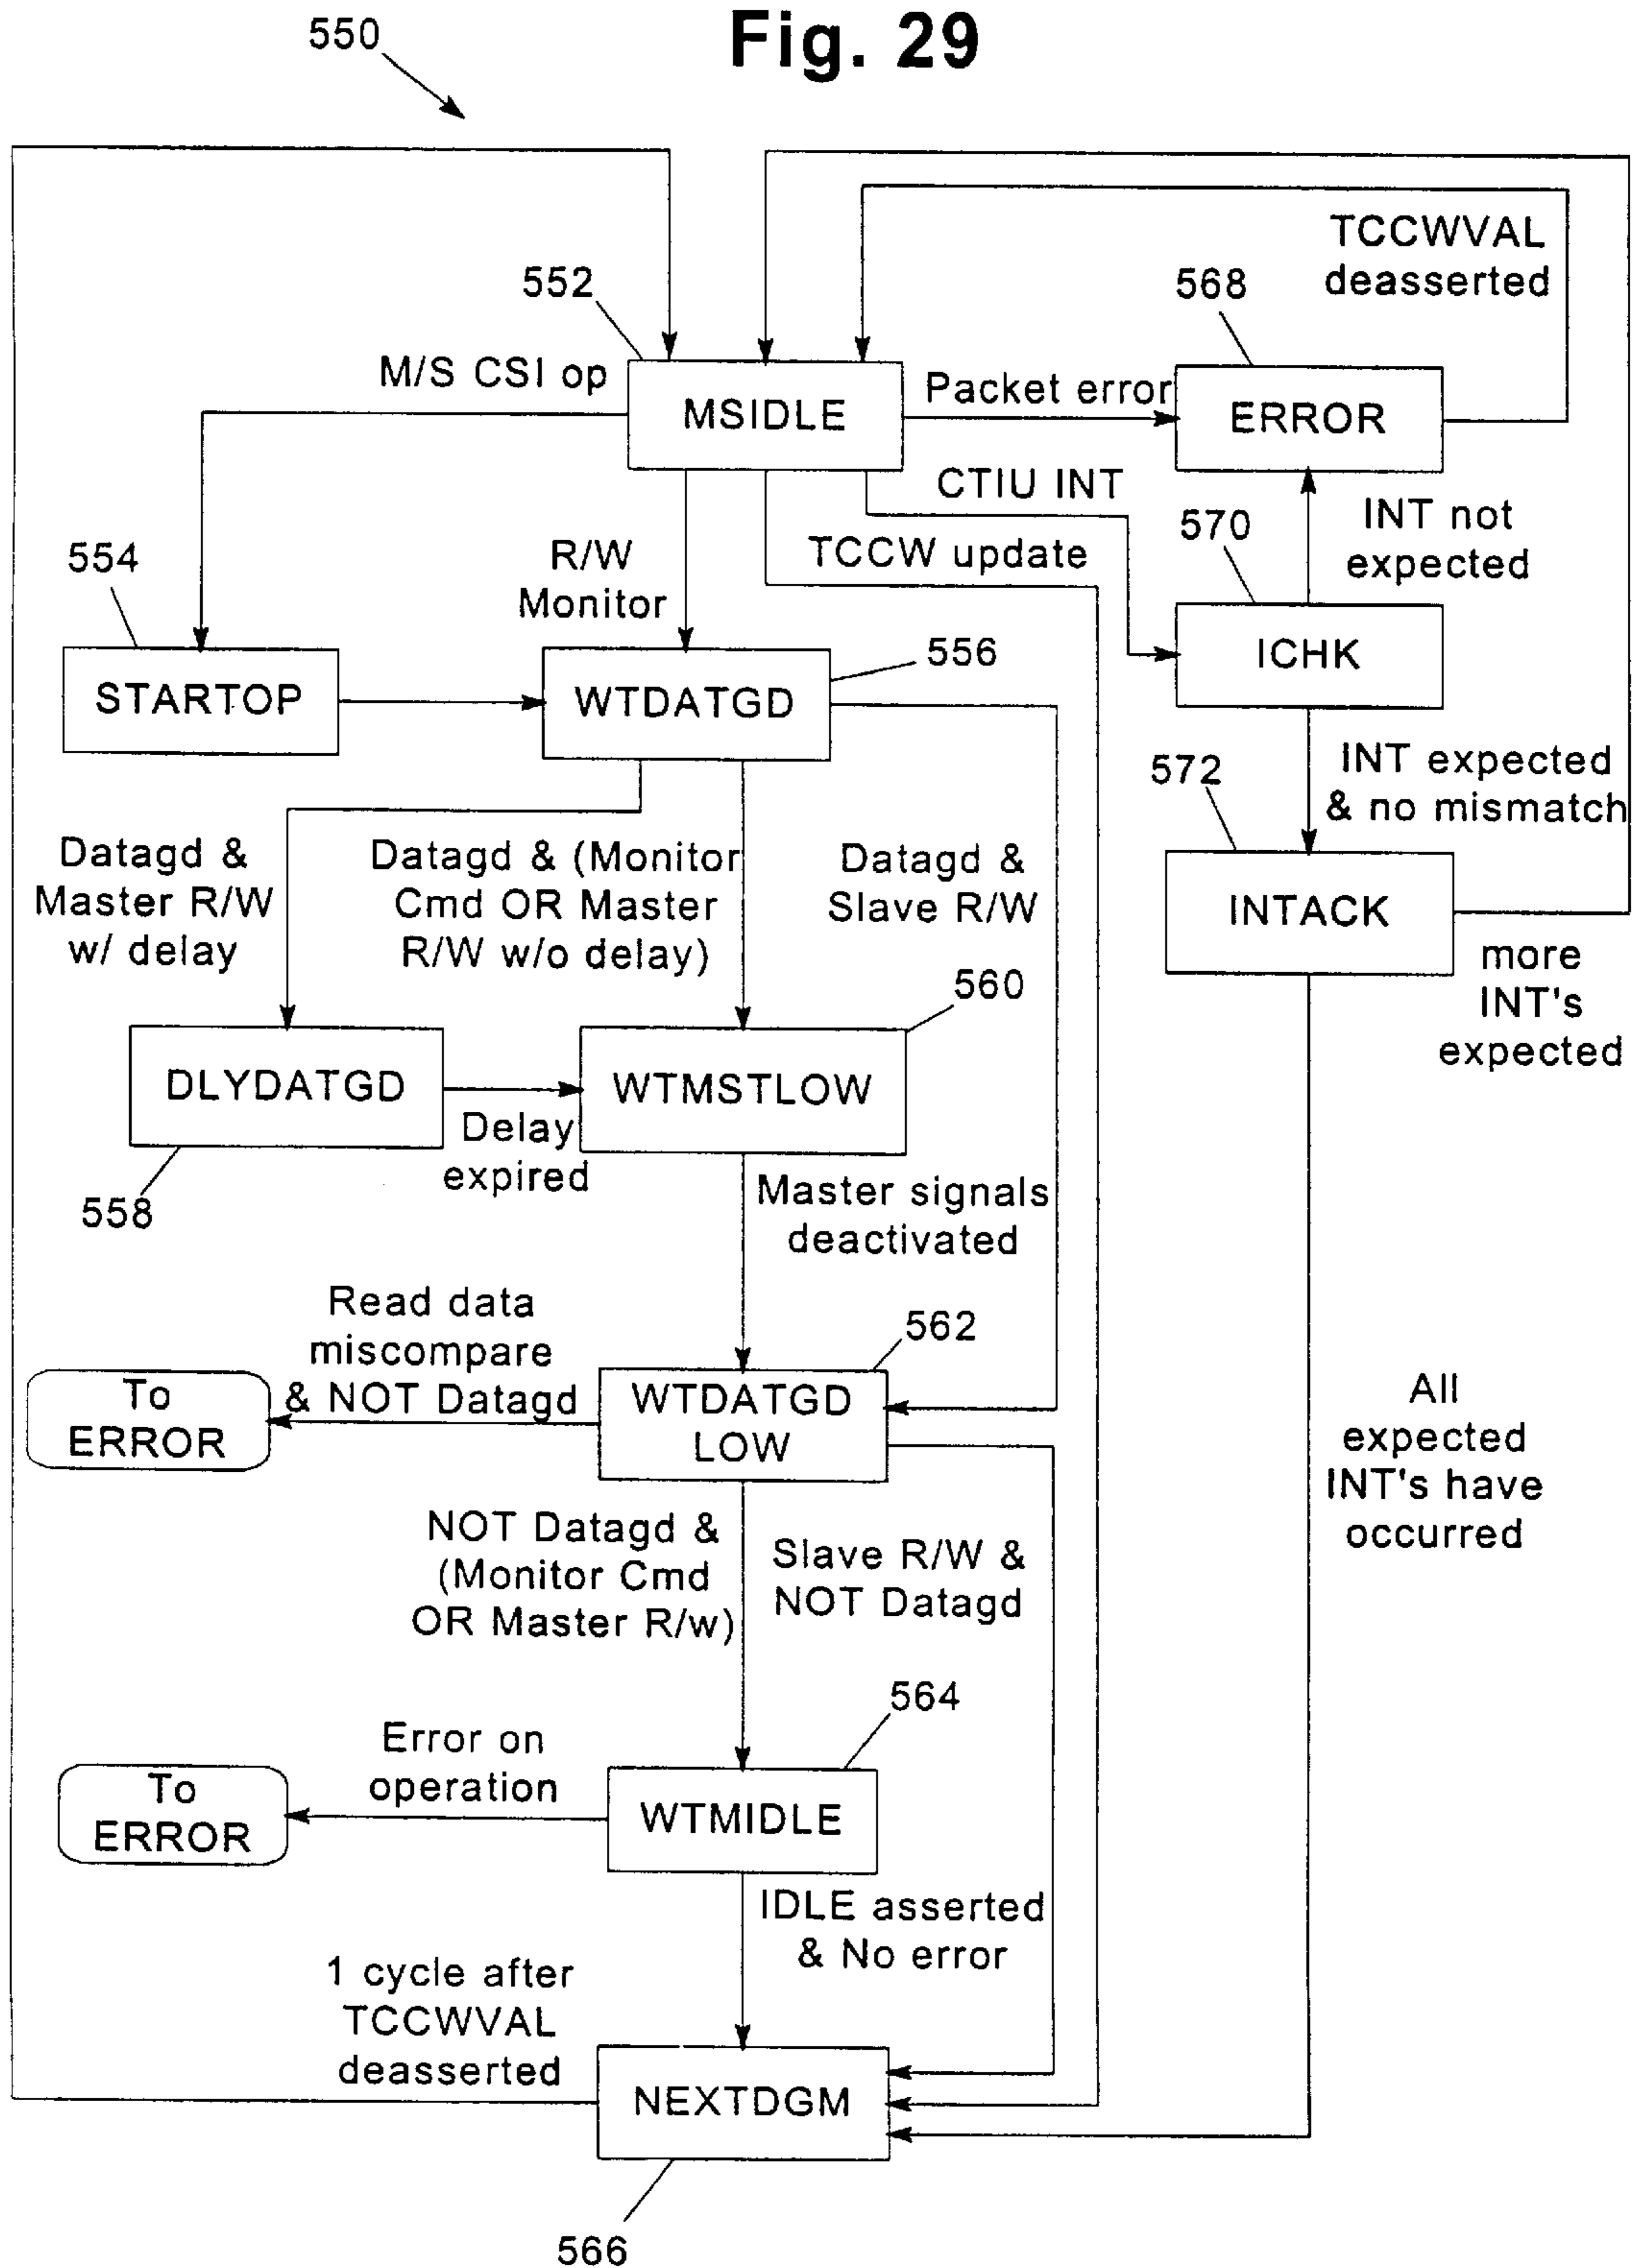 Fig. 29
550
TCCWVAL
deasserted
552
568
M/S CSI op
MSIDLE
Packet error
ERROR
CTIU INT
INT not
expected
570
R/W
Monitor
TCCW update
554
556
STARTOP
WTDATGD
ICHK
572
INT expected
& no mismatch
Datagd &
Master R/W
w/ delay
Datagd & (Monitor
Cmd OR Master
R/W w/o delay)
Datagd &
Slave R/W
INTACK
more
INT's
expected
560
DLYDATGD
WTMSTLOW
Delay
expired
558
Master signals
deactivated
Read data
miscompare
& NOT Datagd
562
To
ERROR
WTDATGD
LOW
All
expected
INT's have
occurred
NOT Datagd &
(Monitor Cmd
OR Master R/w)
Slave R/W &
NOT Datagd
564
Error on
operation
To
ERROR
WTMIDLE
IDLE asserted
& No error
1 cycle after
TCCWVAL
deasserted
NEXTDGM
566